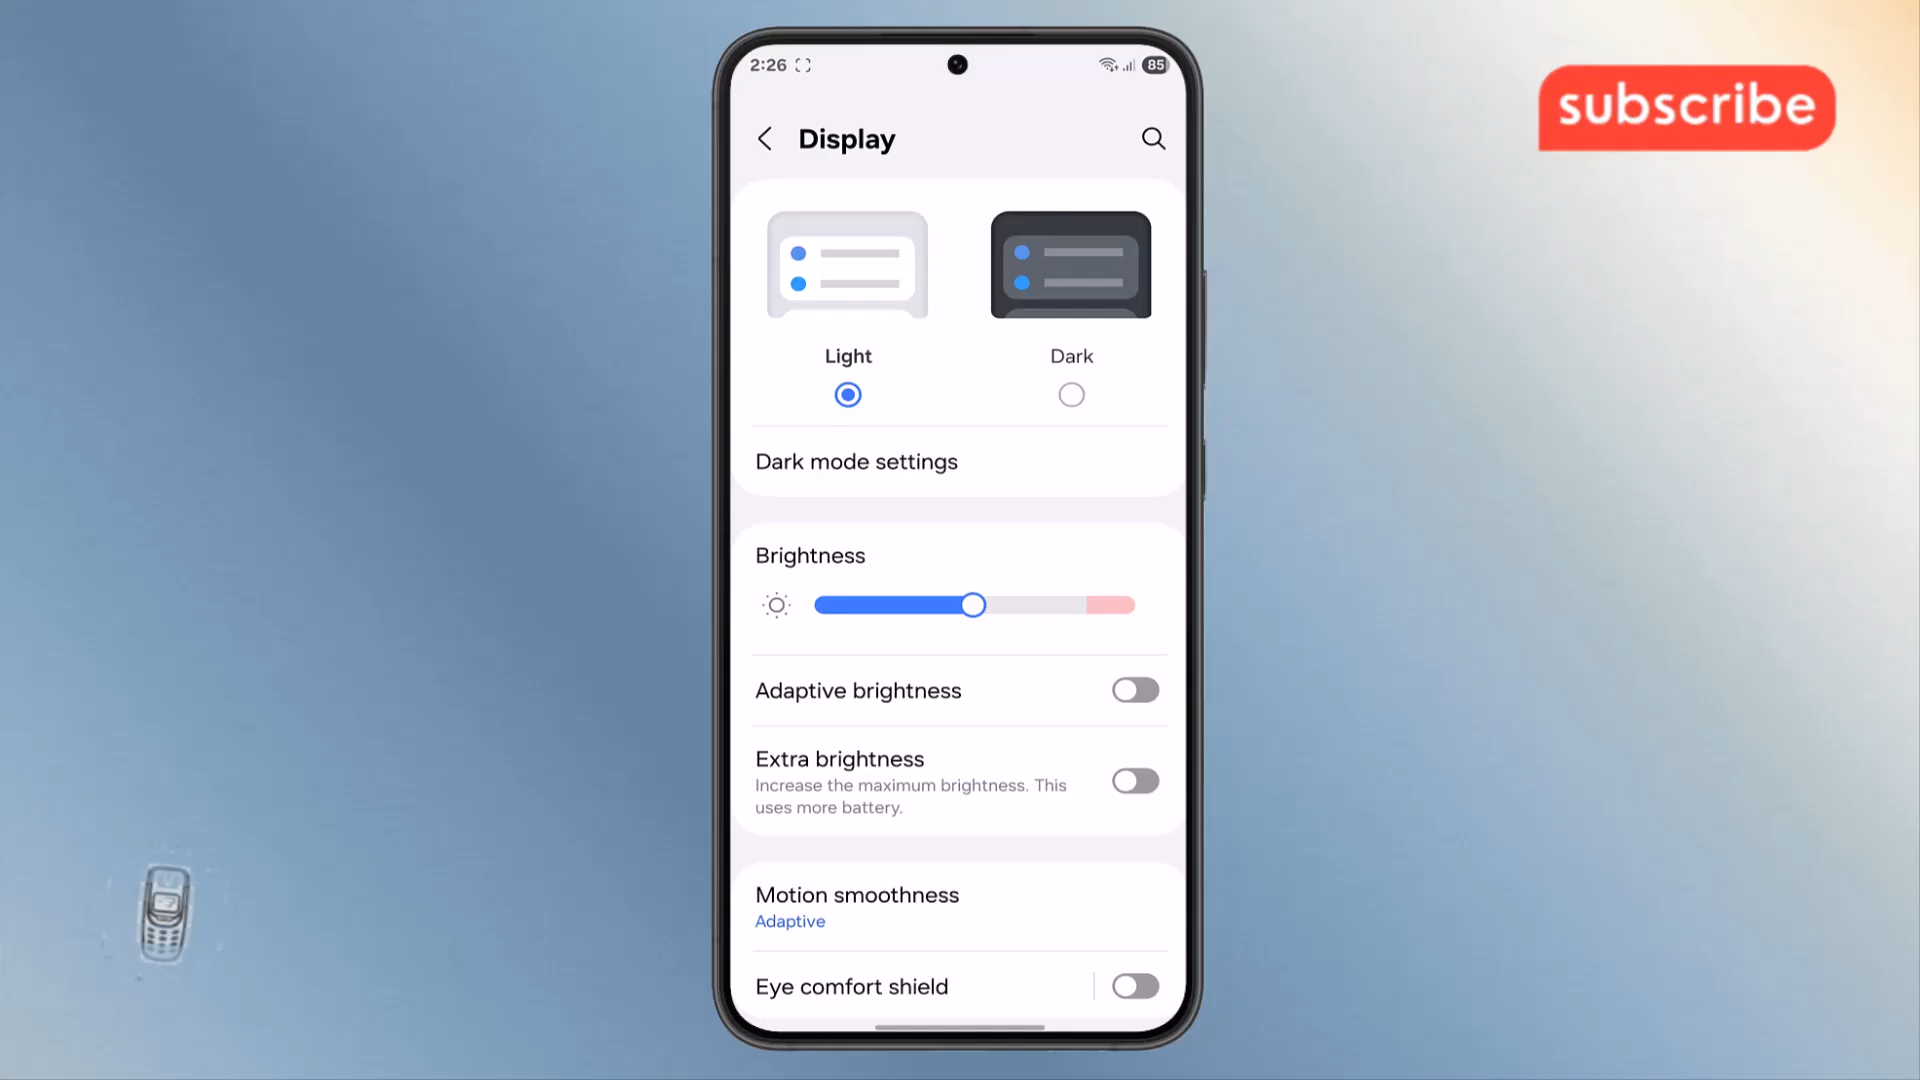 2:26
85
Display
subscribe
Light
Dark
Dark mode settings
Brightness
Adaptive brightness
Extra brightness
Increase the maximum brightness. This
uses more battery.
Motion smoothness
Adaptive
Eye comfort shield